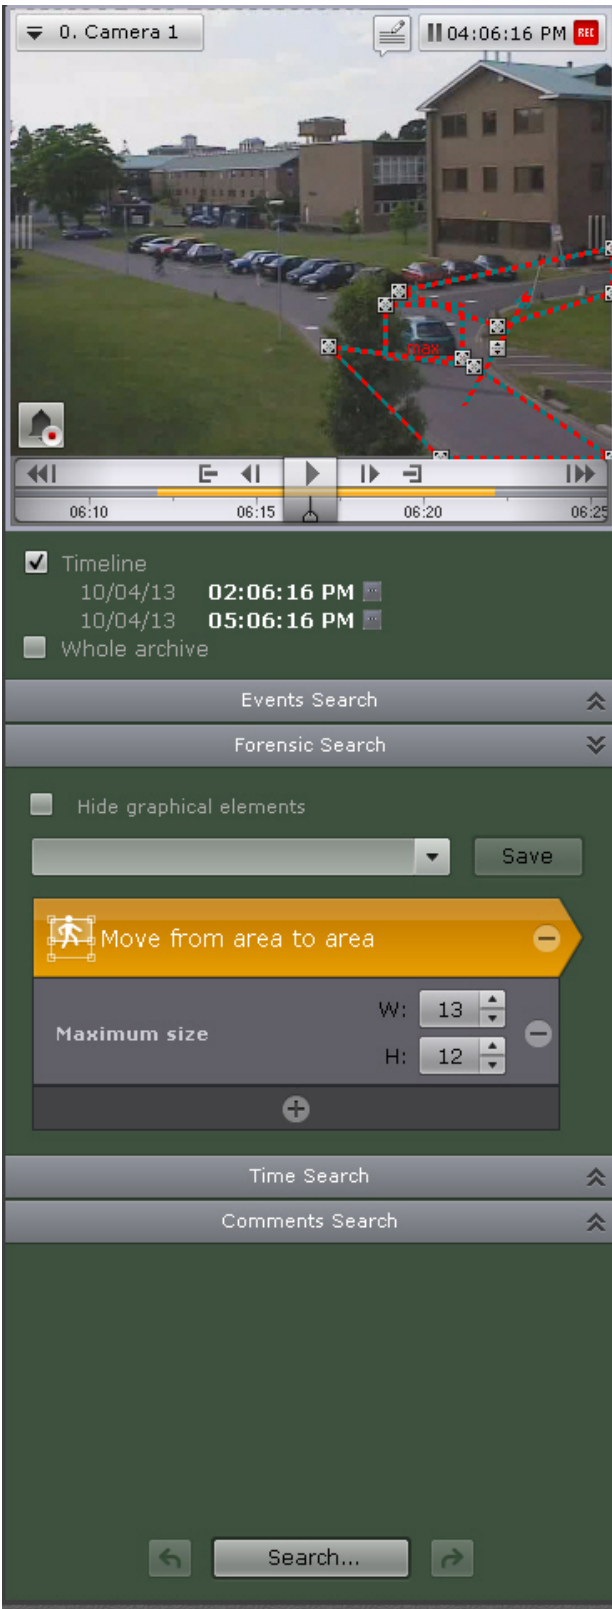 0. Camera 1
04:06:16 PM REC
max
06:10 06:15 06:20 06:25
Timeline
10/04/13 02:06:16 PM
10/04/13 05:06:16 PM
Whole archive
Events Search
Forensic Search
Hide graphical elements
Save
Move from area to area
W: 13
Maximum size
H: 12
Time Search
Comments Search
Search...